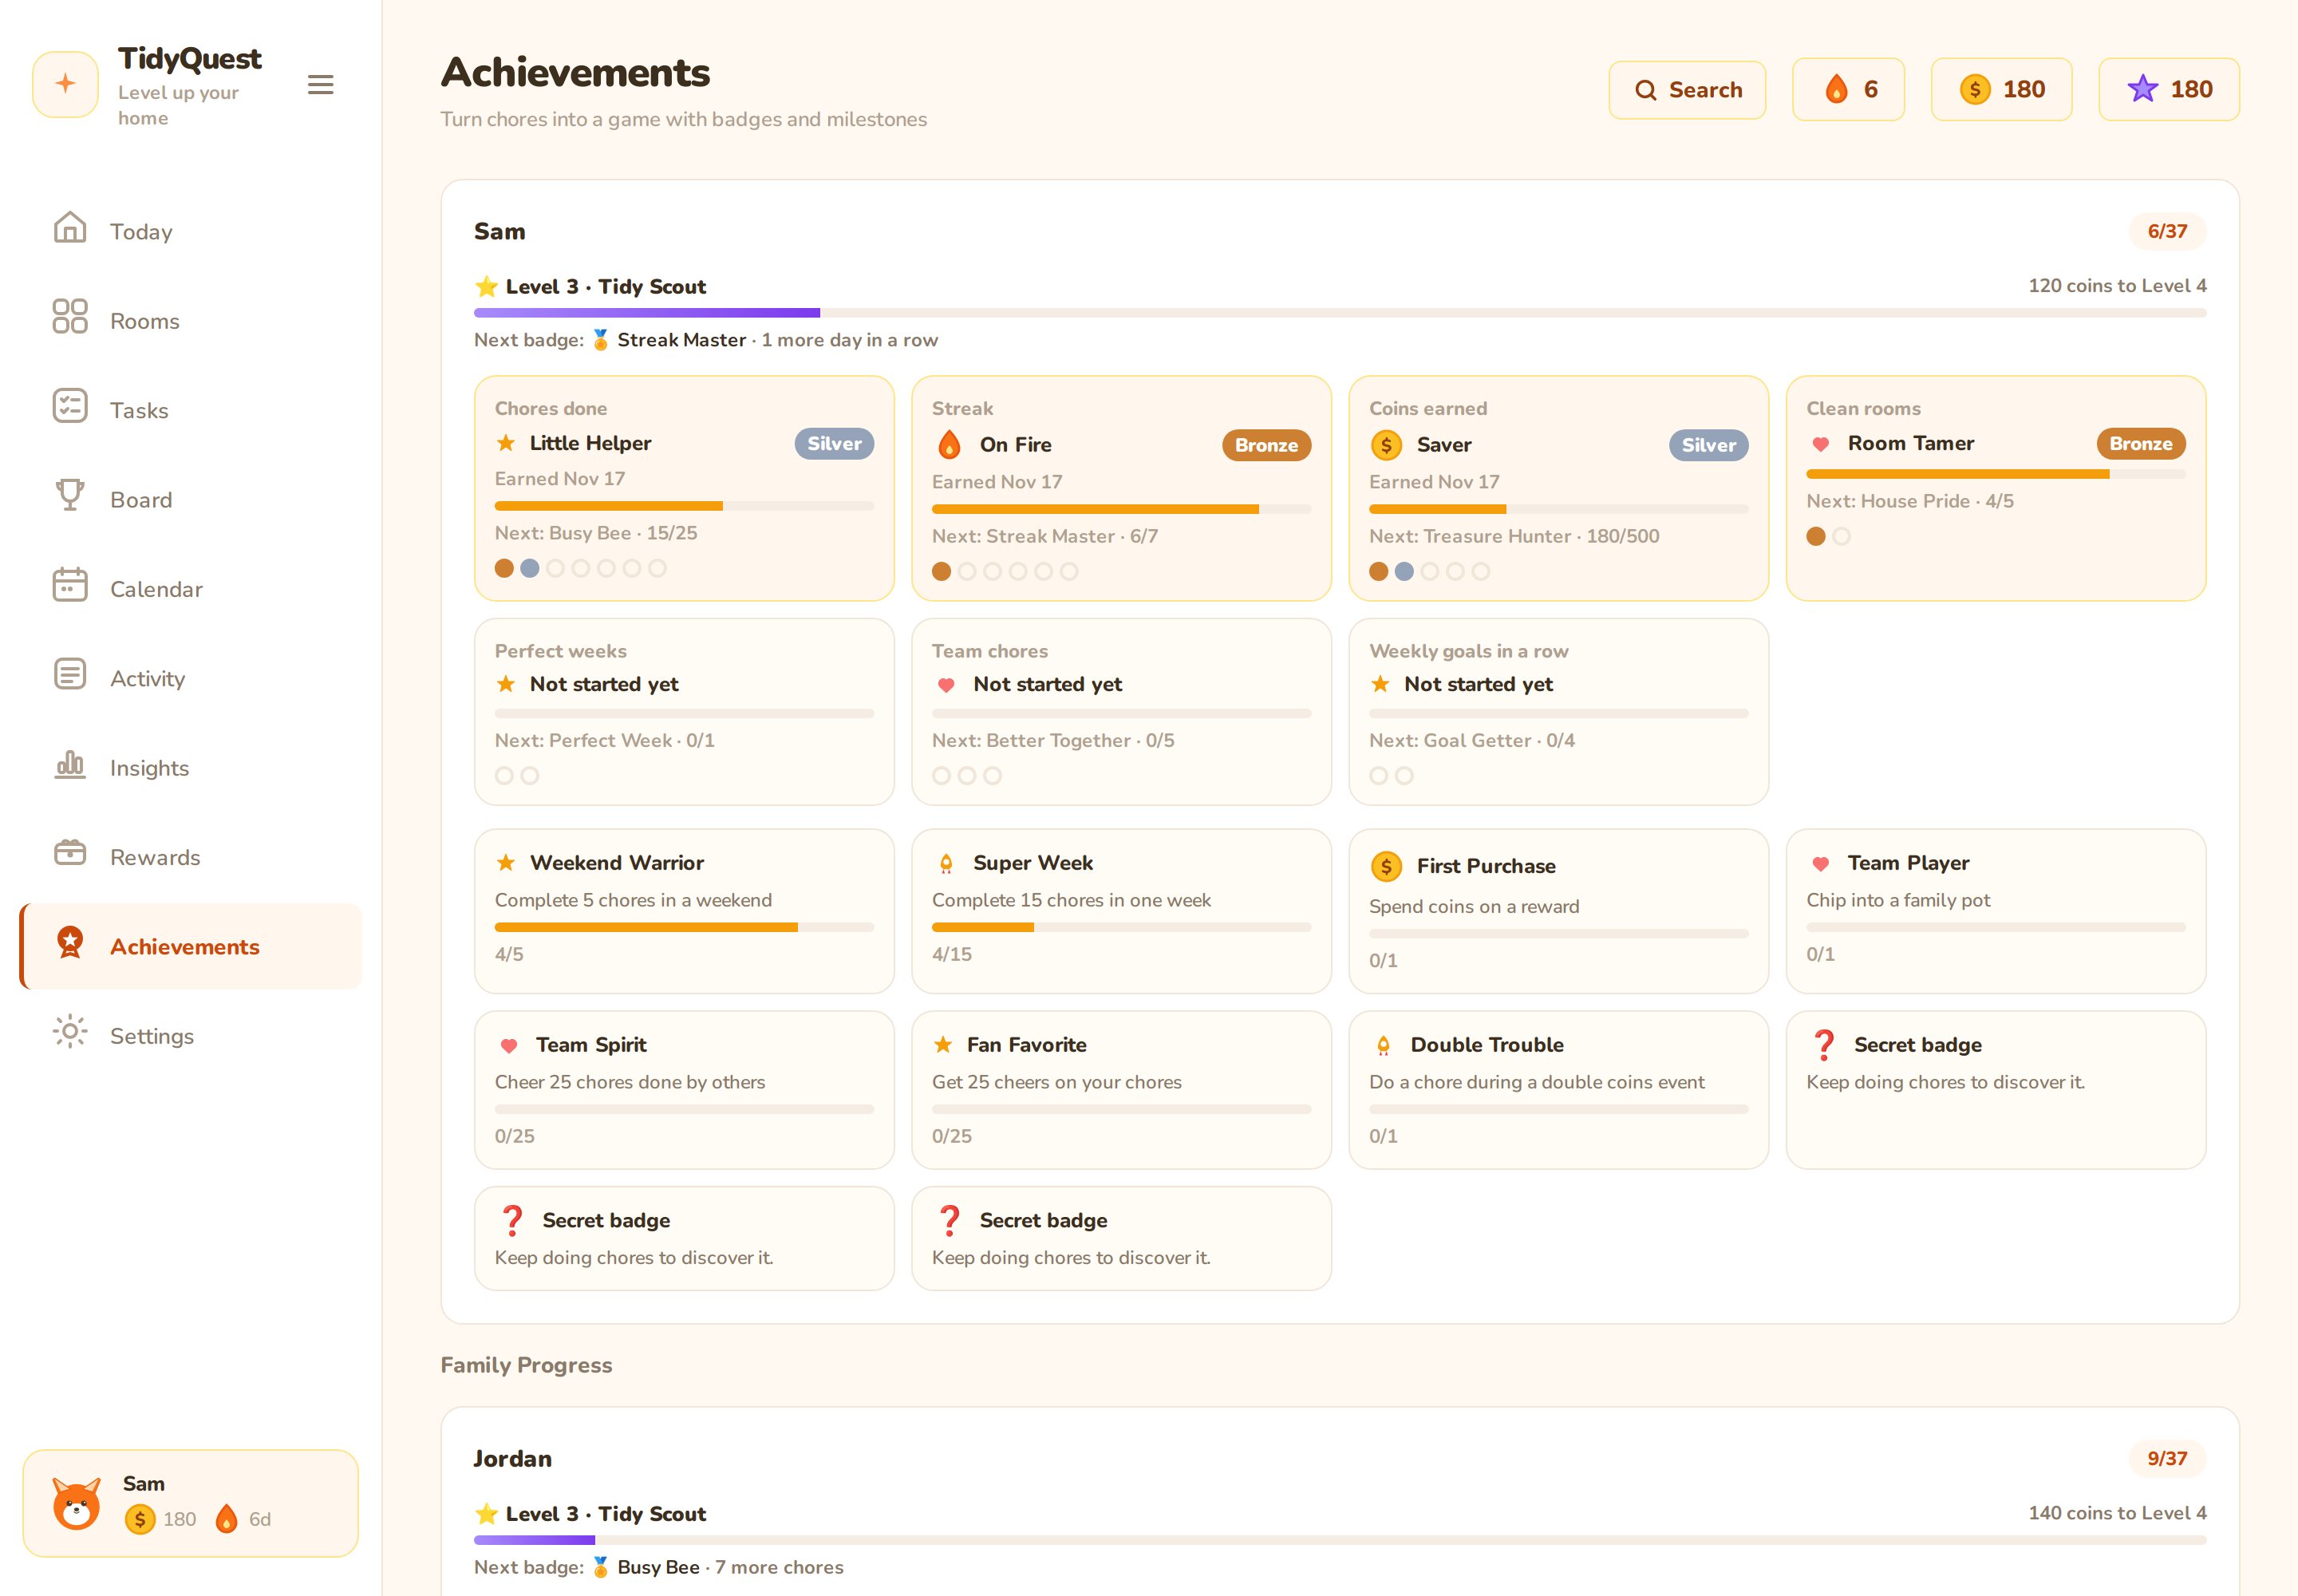 TidyQuest
Level up your
home
Today
Rooms
Tasks
Board
Calendar
Activity
Insights
Rewards
Achievements
Settings
Sam
$ 180 6d
Achievements
Turn chores into a game with badges and milestones
Search
6
$ 180
180
Sam
6/37
Level 3 · Tidy Scout
120 coins to Level 4
Next badge: Streak Master · 1 more day in a row
Chores done
Little Helper Silver
Earned Nov 17
Next: Busy Bee · 15/25
Streak
On Fire Bronze
Earned Nov 17
Next: Streak Master · 6/7
Coins earned
$ Saver Silver
Earned Nov 17
Next: Treasure Hunter · 180/500
Clean rooms
Room Tamer Bronze
Next: House Pride · 4/5
Perfect weeks
Not started yet
Next: Perfect Week · 0/1
Team chores
Not started yet
Next: Better Together · 0/5
Weekly goals in a row
Not started yet
Next: Goal Getter · 0/4
Weekend Warrior
Complete 5 chores in a weekend
4/5
Super Week
Complete 15 chores in one week
4/15
$ First Purchase
Spend coins on a reward
0/1
Team Player
Chip into a family pot
0/1
Team Spirit
Cheer 25 chores done by others
0/25
Fan Favorite
Get 25 cheers on your chores
0/25
Double Trouble
Do a chore during a double coins event
0/1
❓ Secret badge
Keep doing chores to discover it.
❓ Secret badge
Keep doing chores to discover it.
❓ Secret badge
Keep doing chores to discover it.
Family Progress
Jordan
9/37
Level 3 · Tidy Scout
140 coins to Level 4
Next badge: Busy Bee · 7 more chores